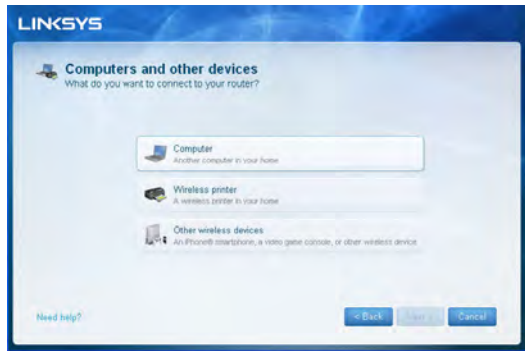 LINKSYS
Computers and other devices
What do you want to connect to your router?
Computer
Another computer in your home
Wireless printer
A wireless printer in your home
Other wireless devices
An iPhone® smartphone, a video game console, or other wireless device
Need help?
< Back
Next >
Cancel